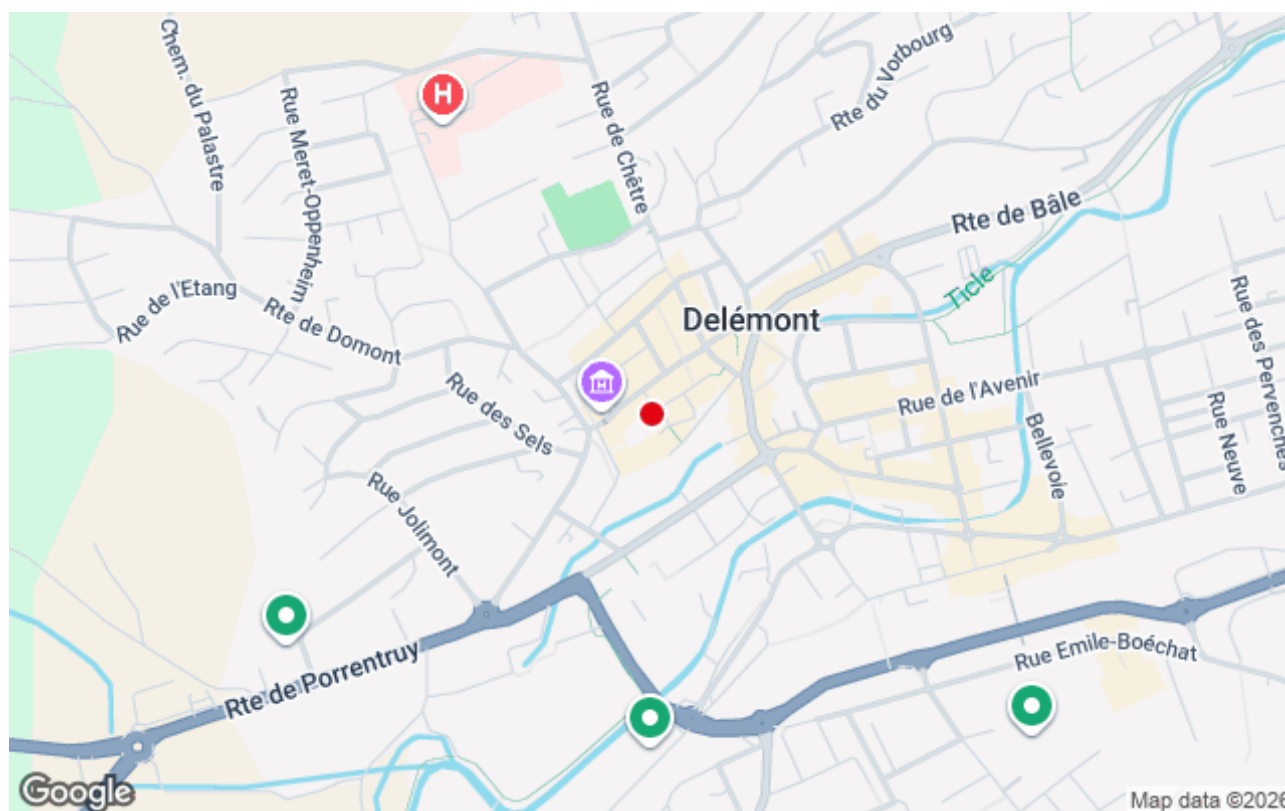 Chem. du Palastre
Rue Meret-Oppenheim
H
Rue de Chêtre
Rte du Vorbourg
Rte de Bâle
Ticle
Rue de l'Etang
Rte de Domont
Delémont
Rue des Sels
Rue de l'Avenir
Bellevoie
Rue des Pervenches
Rue Neuve
Rue Jolimont
Rte de Porrentruy
Rue Emile-Boéchat
Google
Map data ©2026